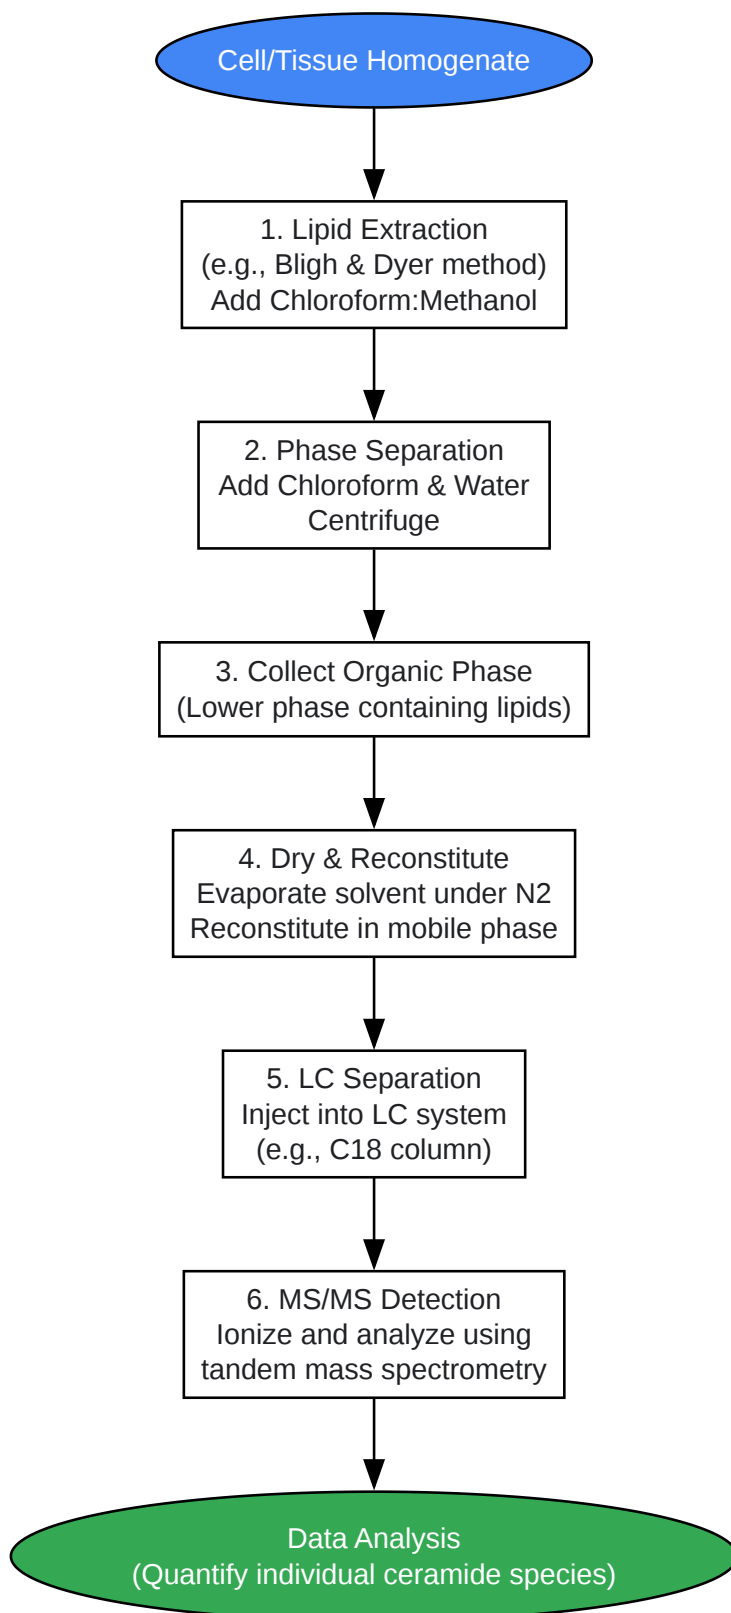 Cell/Tissue Homogenate
1. Lipid Extraction
(e.g., Bligh & Dyer method)
Add Chloroform:Methanol
2. Phase Separation
Add Chloroform & Water
Centrifuge
3. Collect Organic Phase
(Lower phase containing lipids)
4. Dry & Reconstitute
Evaporate solvent under N2
Reconstitute in mobile phase
5. LC Separation
Inject into LC system
(e.g., C18 column)
6. MS/MS Detection
Ionize and analyze using
tandem mass spectrometry
Data Analysis
(Quantify individual ceramide species)